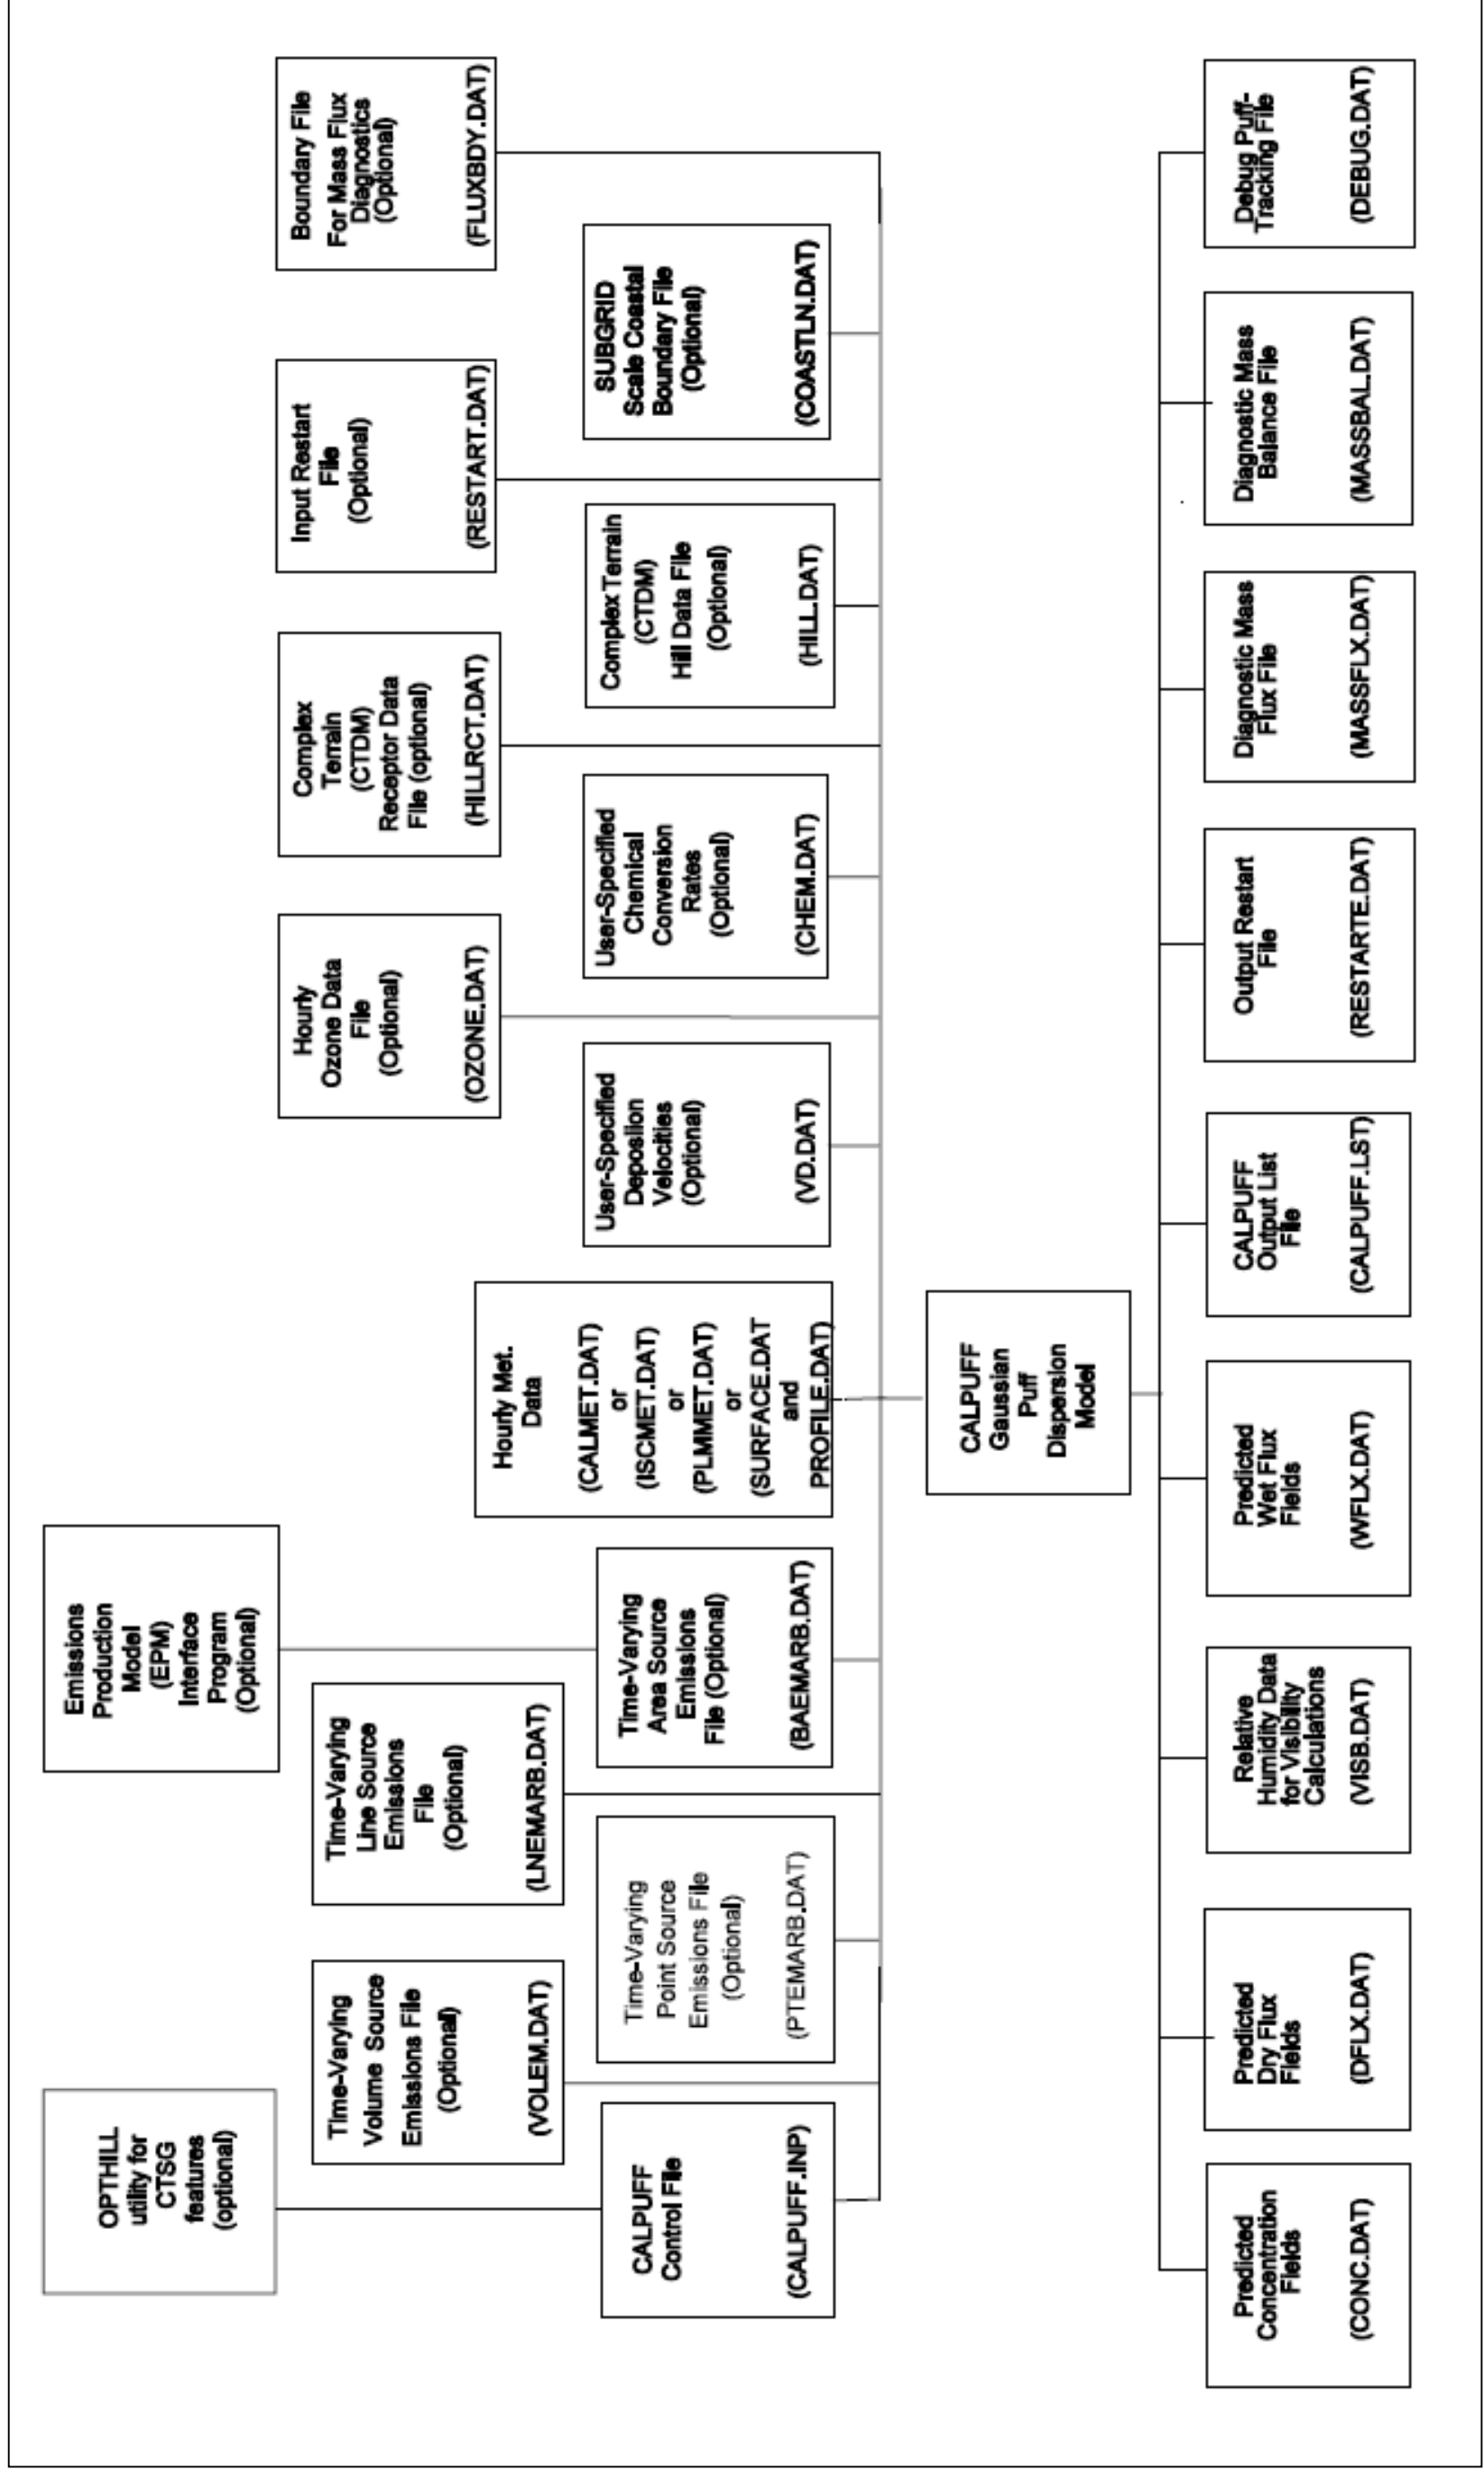 OPTHILL
utility for
CTSG
features
(optional)
Emissions
Production
Model
(EPM)
Interface
Program
(Optional)
Time-Varying
Volume Source
Emissions File
(Optional)
(VOLEM.DAT)
Time-Varying
Line Source
Emissions
File
(Optional)
(LNEMARB.DAT)
Hourly
Ozone Data
File
(Optional)
(OZONE.DAT)
Complex
Terrain
(CTDM)
Receptor Data
File (optional)
(HILLRCT.DAT)
Input Restart
File
(Optional)
(RESTART.DAT)
Boundary File
For Mass Flux
Diagnostics
(Optional)
(FLUXBDY.DAT)
CALPUFF
Control File
(CALPUFF.INP)
Time-Varying
Point Source
Emissions File
(Optional)
(PTEMARB.DAT)
Time-Varying
Area Source
Emissions
File (Optional)
(BAEMARB.DAT)
Hourly Met.
Data
(CALMET.DAT)
or
(ISCMET.DAT)
or
(PLMMET.DAT)
or
(SURFACE.DAT
and
PROFILE.DAT)
User-Specified
Deposiion
Velocities
(Optional)
(VD.DAT)
User-Specified
Chemical
Conversion
Rates
(Optional)
(CHEM.DAT)
Complex Terrain
(CTDM)
Hill Data File
(Optional)
(HILL.DAT)
SUBGRID
Scale Coastal
Boundary File
(Optional)
(COASTLN.DAT)
CALPUFF
Gaussian
Puff
Dispersion
Model
Predicted
Concentration
Fields
(CONC.DAT)
Predicted
Dry Flux
Fields
(DFLX.DAT)
Relative
Humidity Data
for Visibility
Calculations
(VISB.DAT)
Predicted
Wet Flux
Fields
(WFLX.DAT)
CALPUFF
Output List
File
(CALPUFF.LST)
Output Restart
File
(RESTARTE.DAT)
Diagnostic Mass
Flux File
(MASSFLX.DAT)
Diagnostic Mass
Balance File
(MASSBAL.DAT)
Debug Puff-
Tracking File
(DEBUG.DAT)